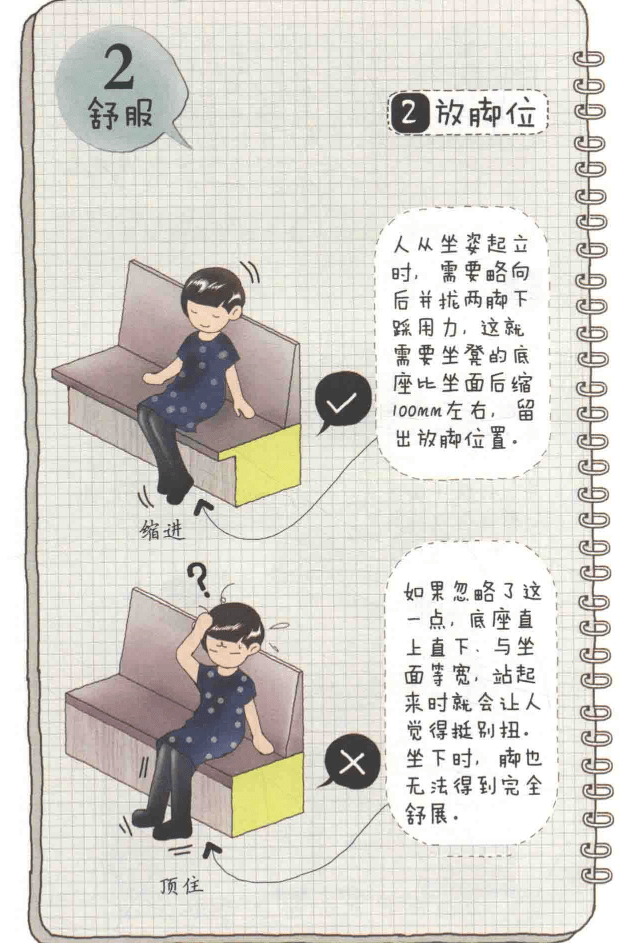 2
舒服
2 放脚位
人从坐姿起立
时，需要略向
后并拢两脚下
踩用力，这就
需要坐凳的底
座比坐面后缩
100mm左右，留
出放脚位置.
缩进
?
如果忽略了这
一点，底座直
上直下、与坐
面等宽，站起
来时就会让人
觉得挺别扭.
坐下时，脚也
无法得到完全
舒展.
顶住